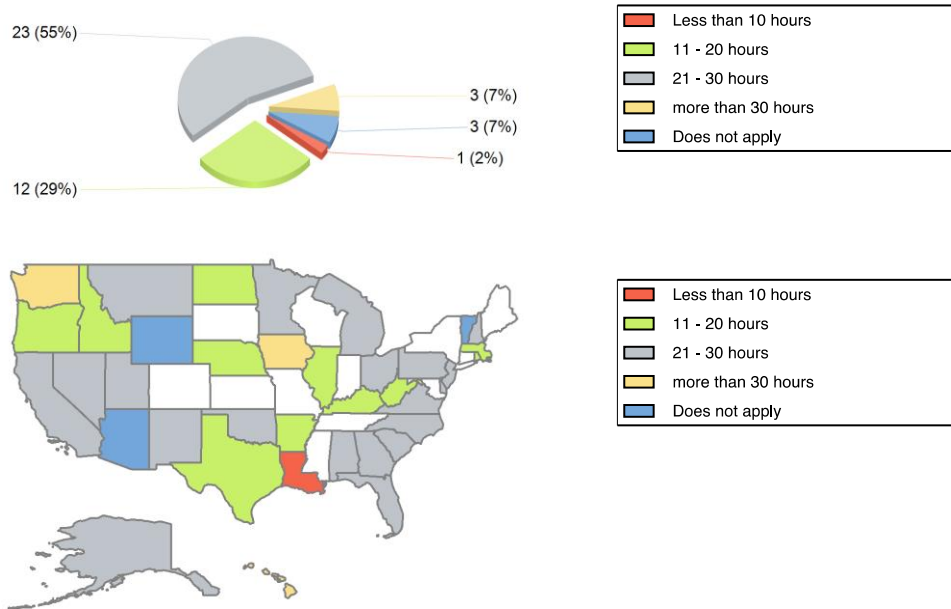 23 (55%)
3 (7%)
3 (7%)
1 (2%)
12 (29%)
Less than 10 hours
11 - 20 hours
21 - 30 hours
more than 30 hours
Does not apply
Less than 10 hours
11 - 20 hours
21 - 30 hours
more than 30 hours
Does not apply